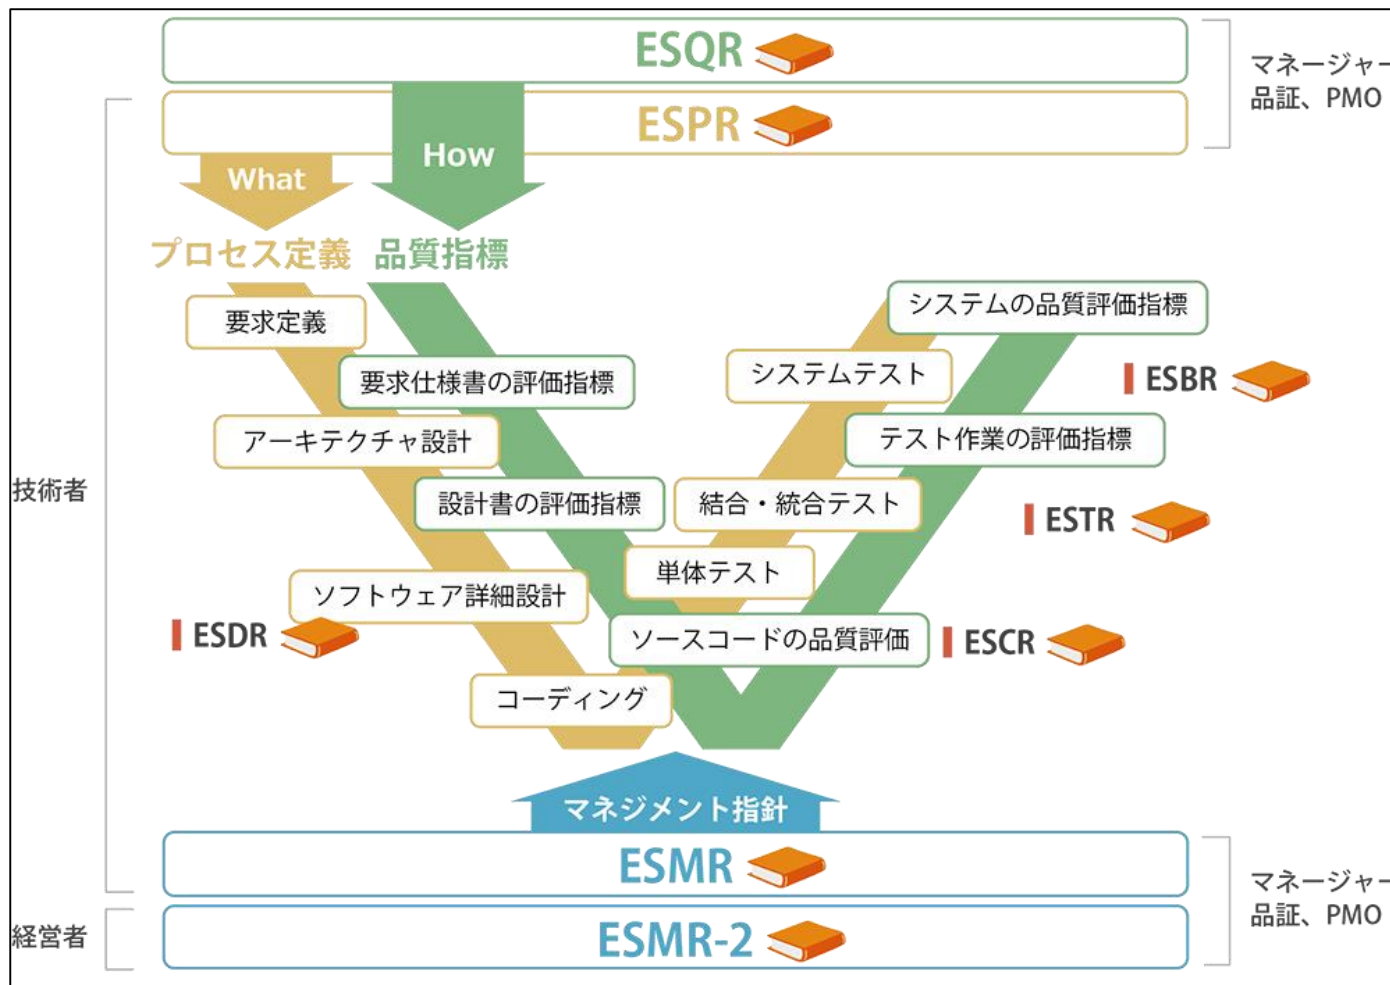 ESQR
マネージャー
品証、PMO
ESPR
How
What
プロセス定義
品質指標
要求定義
システムの品質評価指標
要求仕様書の評価指標
システムテスト
ESBR
アーキテクチャ設計
テスト作業の評価指標
技術者
設計書の評価指標
結合・統合テスト
ESTR
単体テスト
ソフトウェア詳細設計
ESDR
ソースコードの品質評価
ESCR
コーディング
マネジメント指針
ESMR
マネージャー
品証、PMO
経営者
ESMR-2